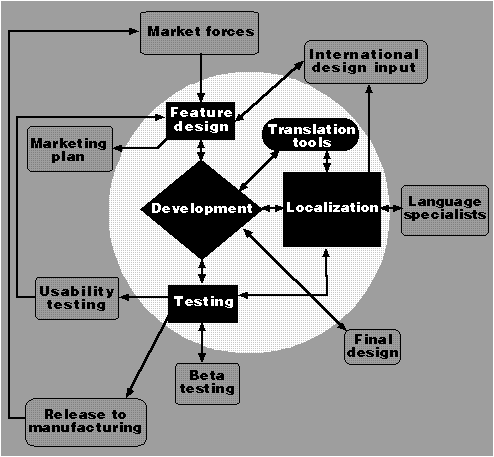 Market forces
International
design input
Feature
design
Translation
tools
Marketing
plan
Development
Localization
Language
specialists
Usability
testing
Testing
Final
design
Beta
testing
Release to
manufacturing